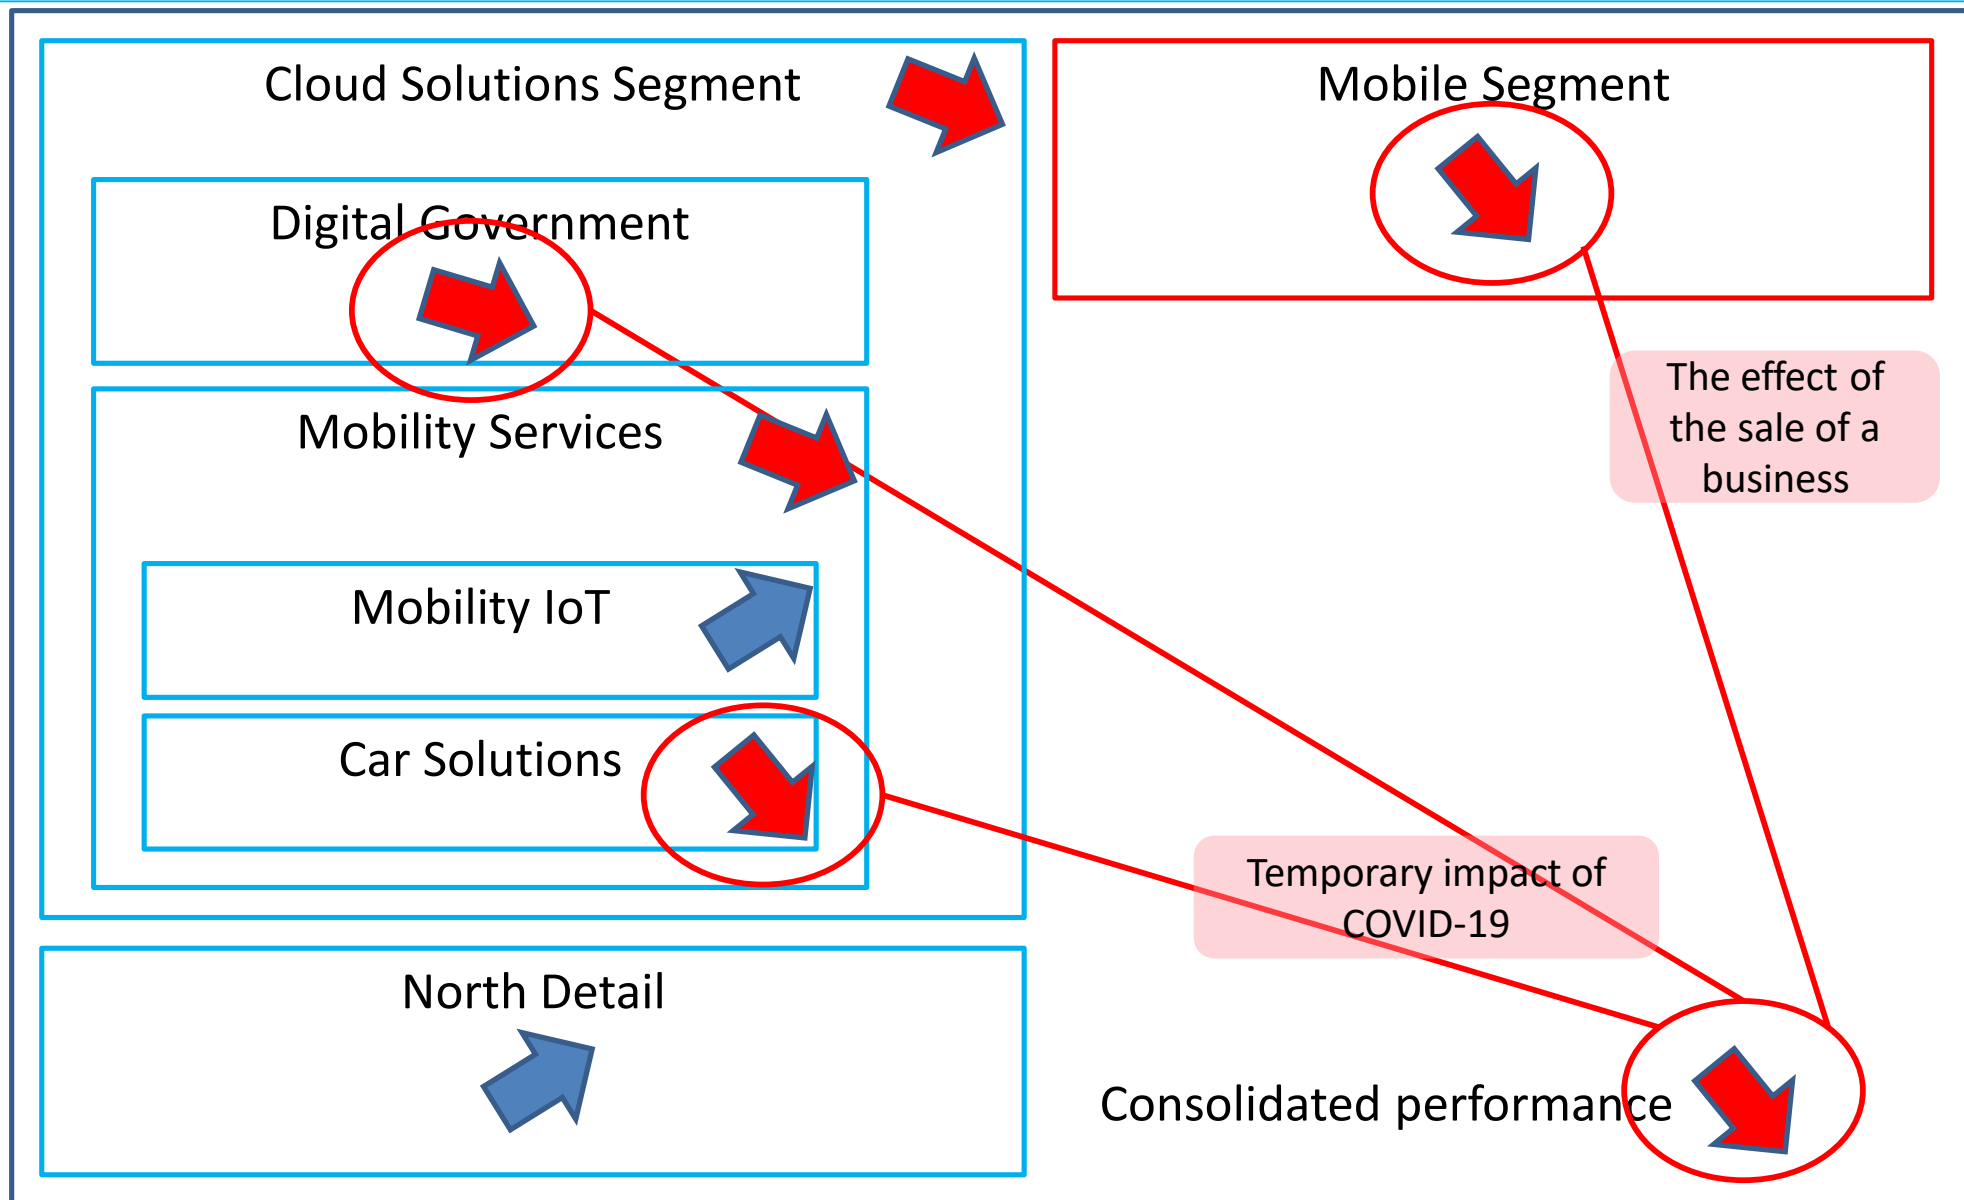 Cloud Solutions Segment
Digital Government
Mobility Services
Mobility IoT
Car Solutions
North Detail
Mobile Segment
The effect of
the sale of a
business
Temporary impact of
COVID-19
Consolidated performance